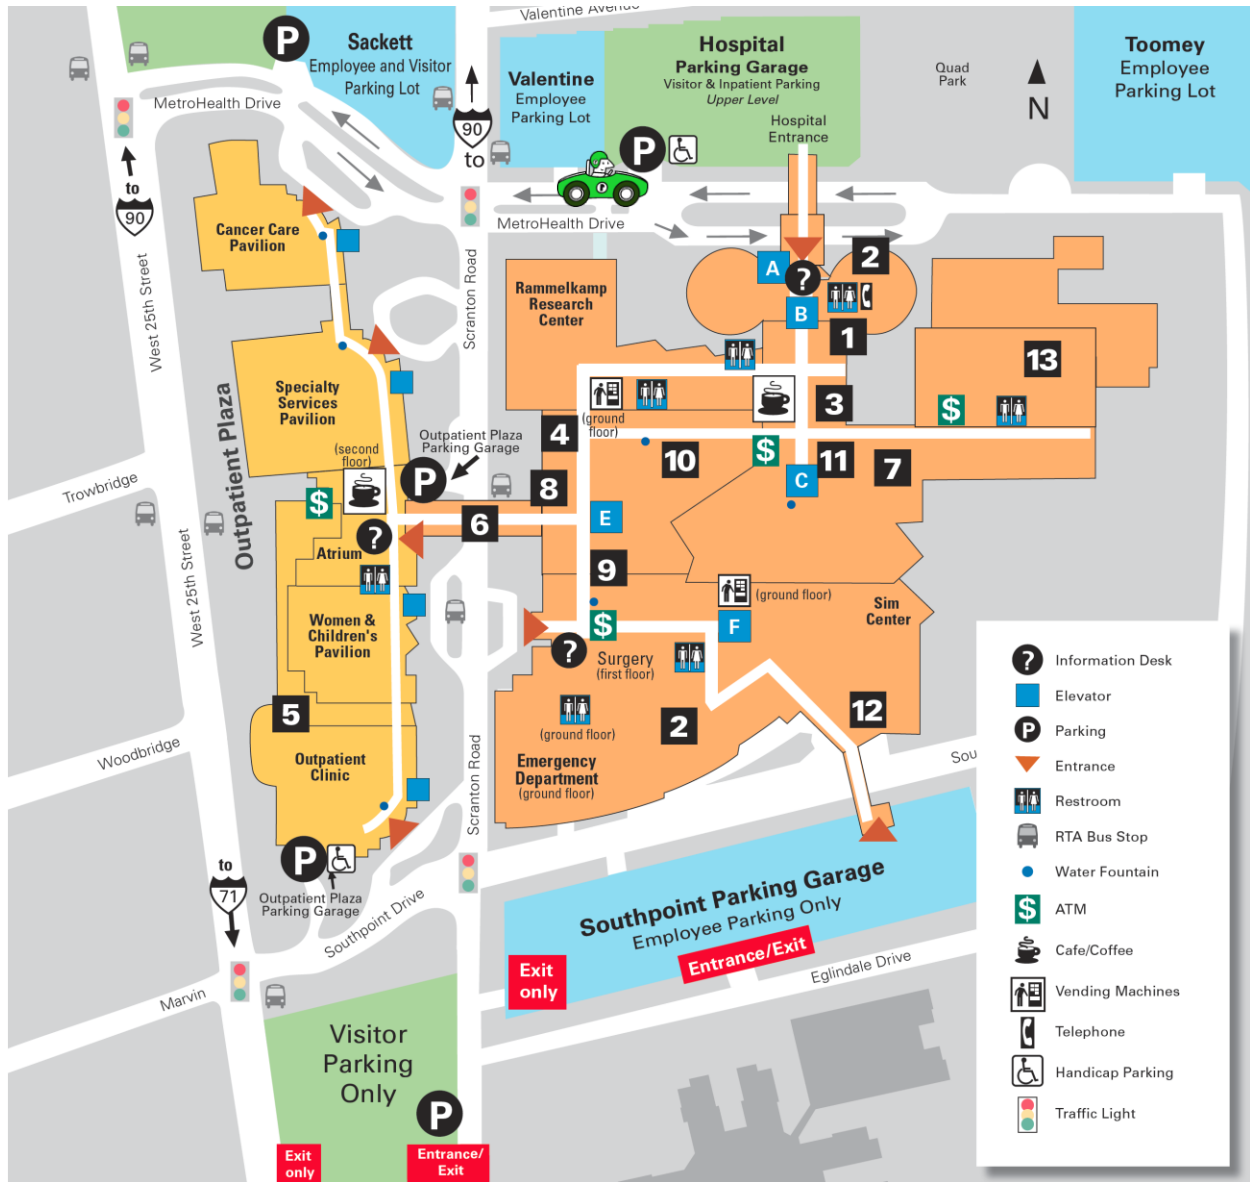 Valentine Avenue
P
Sackett
Employee and Visitor
Parking Lot
90
to
Valentine
Employee
Parking Lot
Hospital
Parking Garage
Visitor & Inpatient Parking
Upper Level
Hospital
Entrance
Quad
Park
N
Toomey
Employee
Parking Lot
MetroHealth Drive
to
90
P
F
MetroHealth Drive
West 25th Street
Cancer Care
Pavilion
Scranton Road
Rammelkamp
Research
Center
A
?
B
2
1
13
Outpatient Plaza
Specialty
Services
Pavilion
(second
floor)
Outpatient Plaza
Parking Garage
P
(ground
floor)
3
4
$
$
10
11
7
C
Trowbridge
$
8
6
E
?
Atrium
West 25th Street
9
(ground floor)
Sim
Center
Women &
Children's
Pavilion
$
F
?
Surgery
(first floor)
5
(ground floor)
2
12
Woodbridge
Outpatient
Clinic
Scranton Road
Emergency
Department
(ground floor)
Sou
P
Outpatient Plaza
Parking Garage
to
71
Southpoint Drive
Southpoint Parking Garage
Employee Parking Only
Entrance/Exit
Exit
only
Eglindale Drive
Marvin
Visitor
Parking
Only
P
Exit
only
Entrance/
Exit
? Information Desk
Elevator
P Parking
Entrance
Restroom
RTA Bus Stop
Water Fountain
$ ATM
Cafe/Coffee
Vending Machines
Telephone
Handicap Parking
Traffic Light